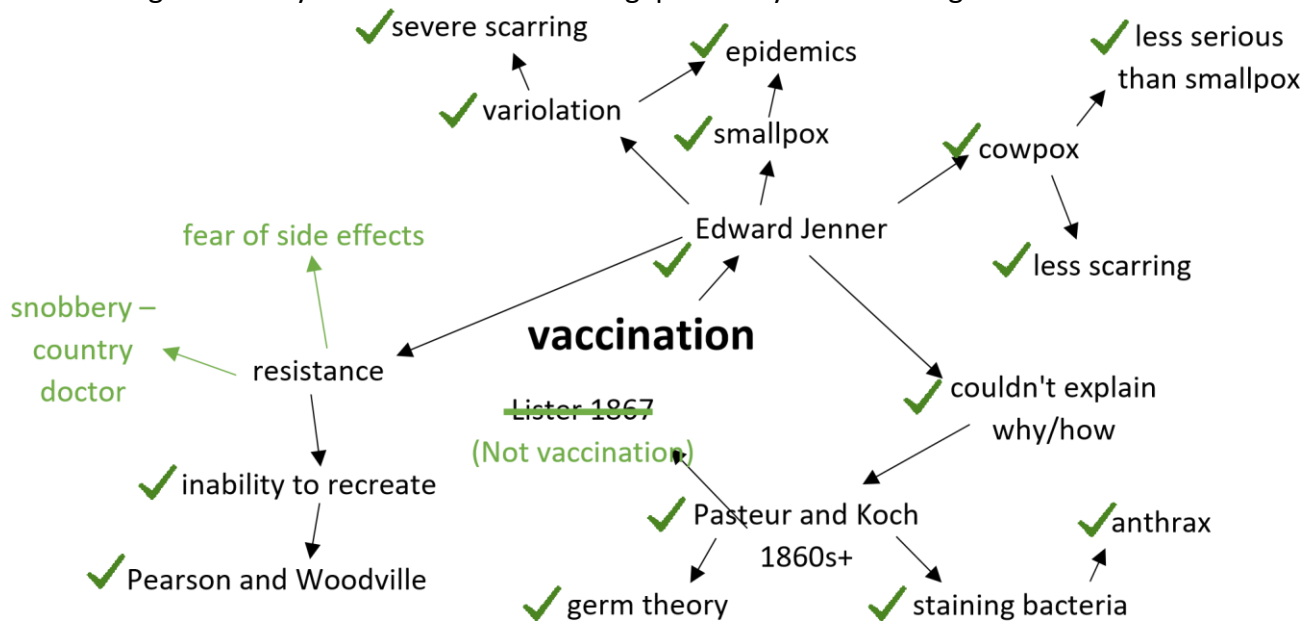 severe scarring
epidemics
less serious
than smallpox
variolation
smallpox
cowpox
Edward Jenner
fear of side effects
less scarring
snobbery –
country
doctor
vaccination
resistance
couldn't explain
why/how
Lister 1867
(Not vaccination)
inability to recreate
Pasteur and Koch
1860s+
anthrax
Pearson and Woodville
germ theory
staining bacteria